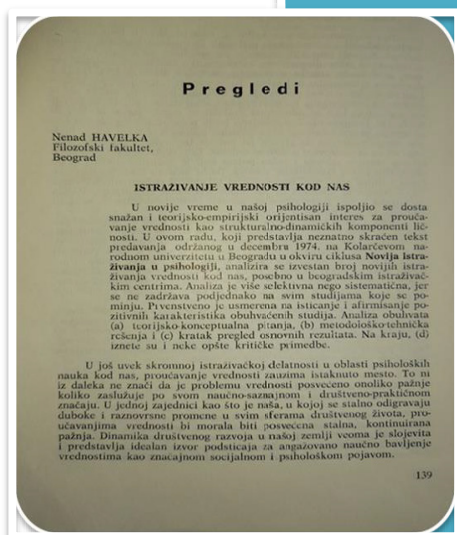 Pregledi
Nenad HAVELKA
Filozofski fakultet,
Beograd
ISTRAŽIVANJE VREDNOSTI KOD NAS
U novije vreme u našoj psihologiji ispoljio se dosta
snažan i teorijsko-empirijski orijentisan interes za prouča-
vanje vrednosti kao strukturalno-dinamičkih komponenti lič-
nosti. U ovom radu, koji predstavlja neznatno skraćen tekst
predavanja održanog u decembru 1974. na Kolarčevom na-
rodnom univerzitetu u Beogradu u okviru ciklusa Novija istra-
živanja u psihologiji, analizira se izvestan broj novijih istra-
živanja vrednosti kod nas, posebno u beogradskim istraživač-
kim centrima. Analiza je više selektivna nego sistematična, jer
se ne zadržava podjednako na svim studijama koje se po-
minju. Prvenstveno je usmerena na isticanje i afirmisanje po-
zitivnih karakteristika obuhvaćenih studija. Analiza obuhvata
(a) teorijsko-konceptualna pitanja, (b) metodološko-tehnička
rešenja i (c) kratak pregled osnovnih rezultata. Na kraju, (d)
iznete su i neke opšte kritičke primedbe.
U još uvek skromnoj istraživačkoj delatnosti u oblasti psiholoških
nauka kod nas, proučavanje vrednosti zauzima istaknuto mesto. To ni
iz daleka ne znači da je problemu vrednosti posvećeno onoliko pažnje
koliko zaslužuje po svom naučno-saznajnom i društveno-praktičnom
značaju. U jednoj zajednici kao što je naša, u kojoj se stalno odigravaju
duboke i raznovrsne promene u svim sferama društvenog života, pro-
učavanjima vrednosti bi morala biti posvećena stalna, kontinuirana
pažnja. Dinamika društvenog razvoja u našoj zemlji veoma je slojevita
i predstavlja idealan izvor podsticaja za angažovano naučno bavljenje
vrednostima kao značajnom socijalnom i psihološkom pojavom.
139